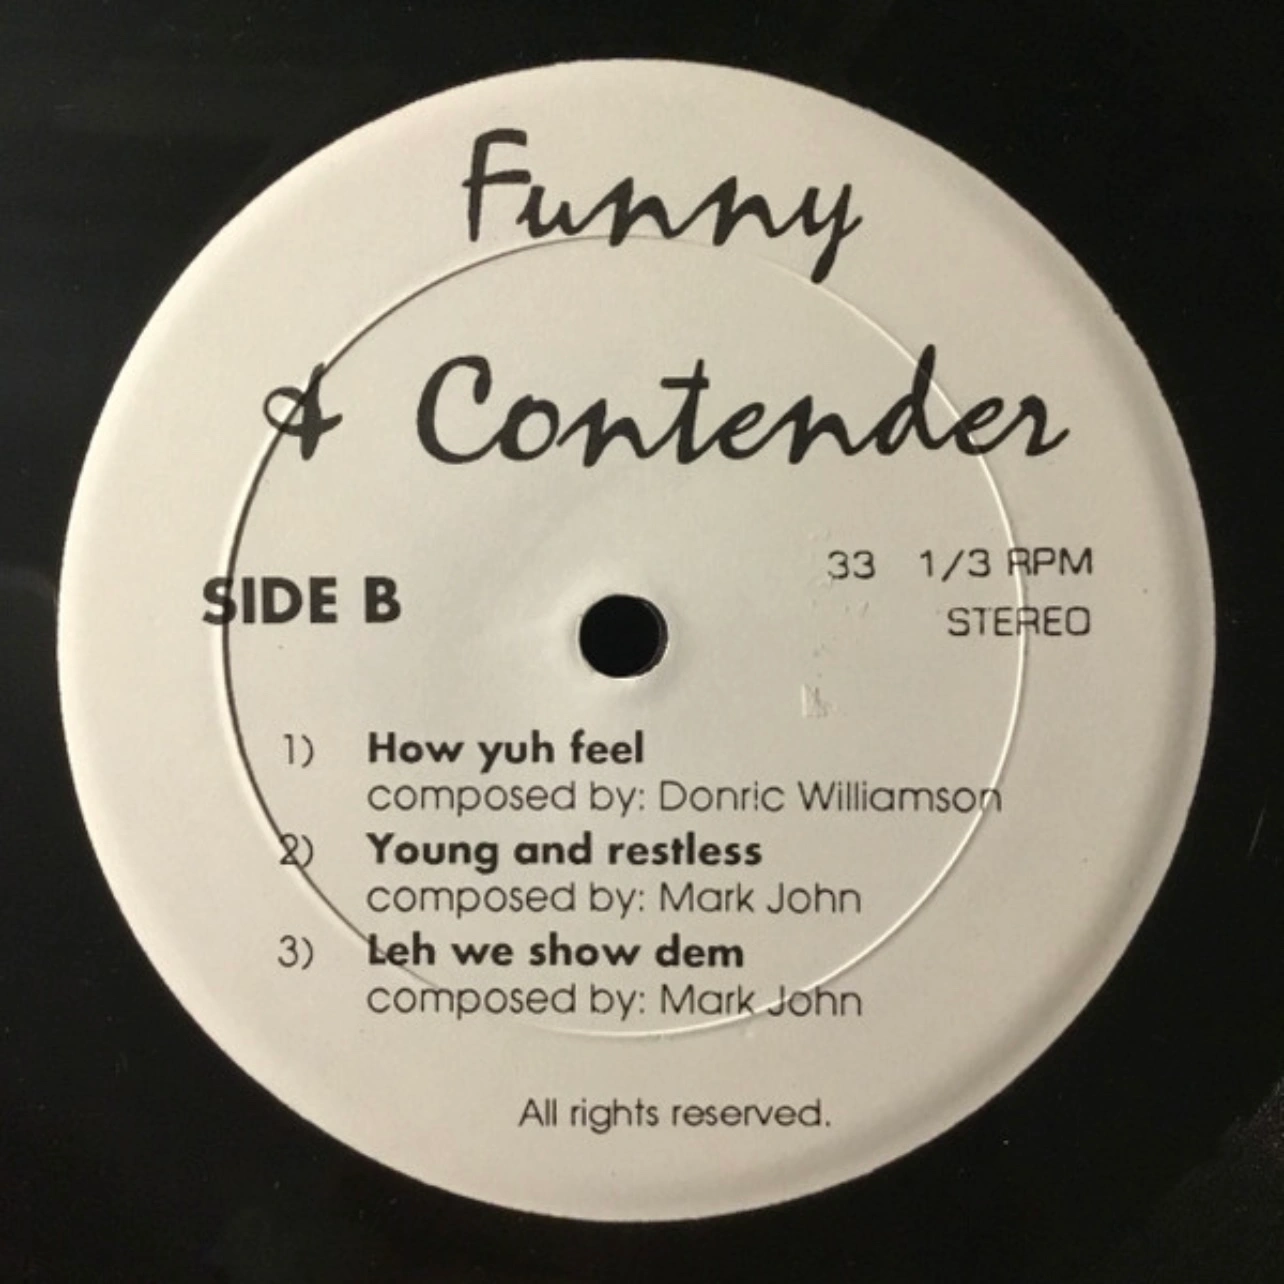 Funny
& Contender
SIDE B
33 1/3 RPM
STEREO
1) How yuh feel
composed by: Donric Williamson
2) Young and restless
composed by: Mark John
3) Leh we show dem
composed by: Mark John
All rights reserved.